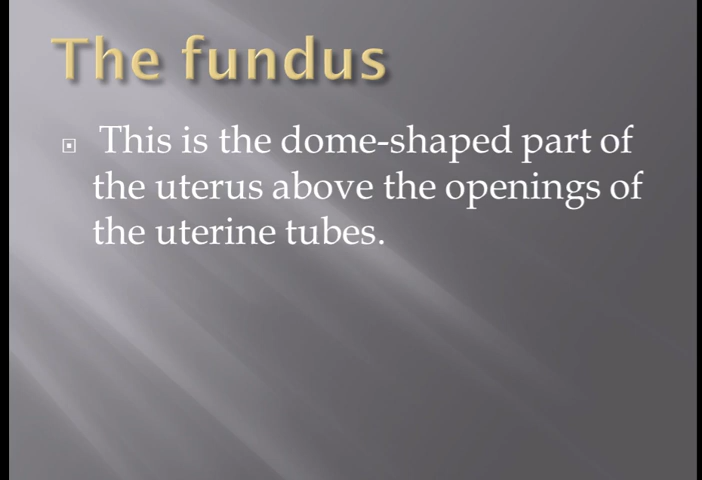 The fundus
This is the dome-shaped part of
the uterus above the openings of
the uterine tubes.